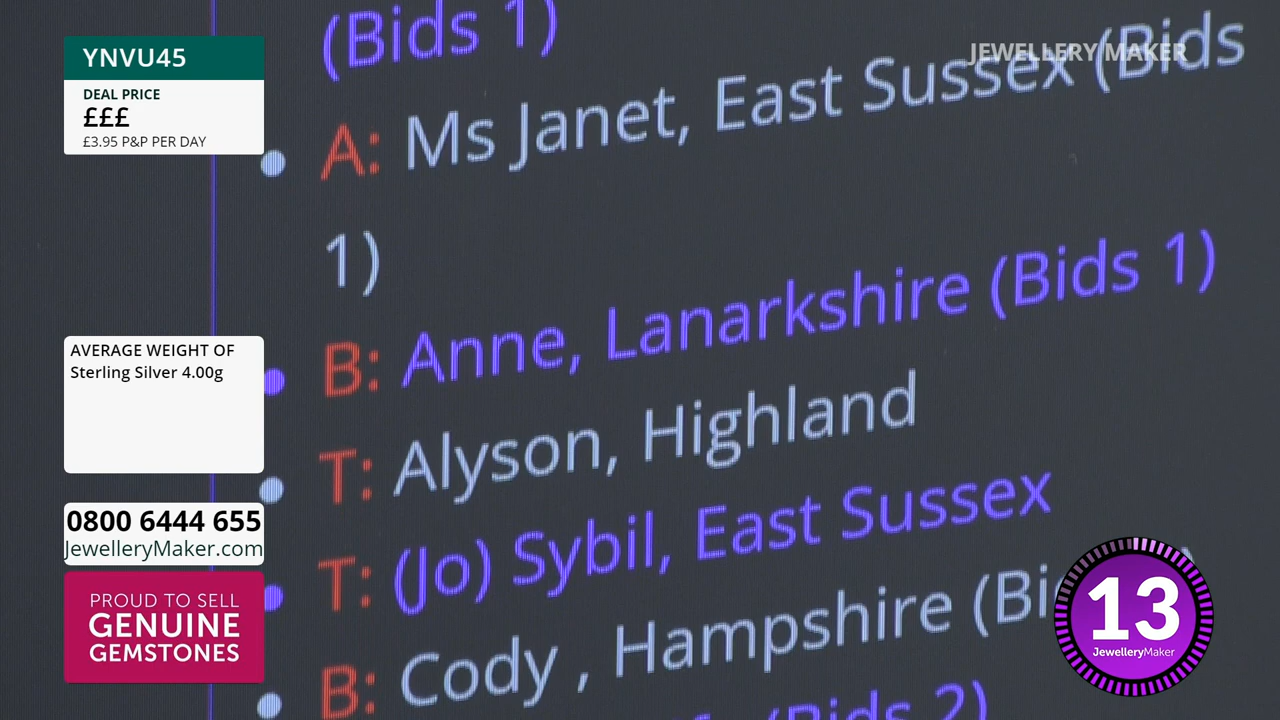 YNVU45
DEAL PRICE
£££
£3.95 P&P PER DAY
AVERAGE WEIGHT OF
Sterling Silver 4.00g
0800 6444 655
JewelleryMaker.com
PROUD TO SELL
GENUINE
GEMSTONES
JEWELLERY MAKER
(Bids 1)
A: Ms Janet, East Sussex (Bids
1)
B: Anne, Lanarkshire (Bids 1)
T: Alyson, Highland
T: (Jo) Sybil, East Sussex
B: Cody , Hampshire
(Bids 2)
13
JewelleryMaker